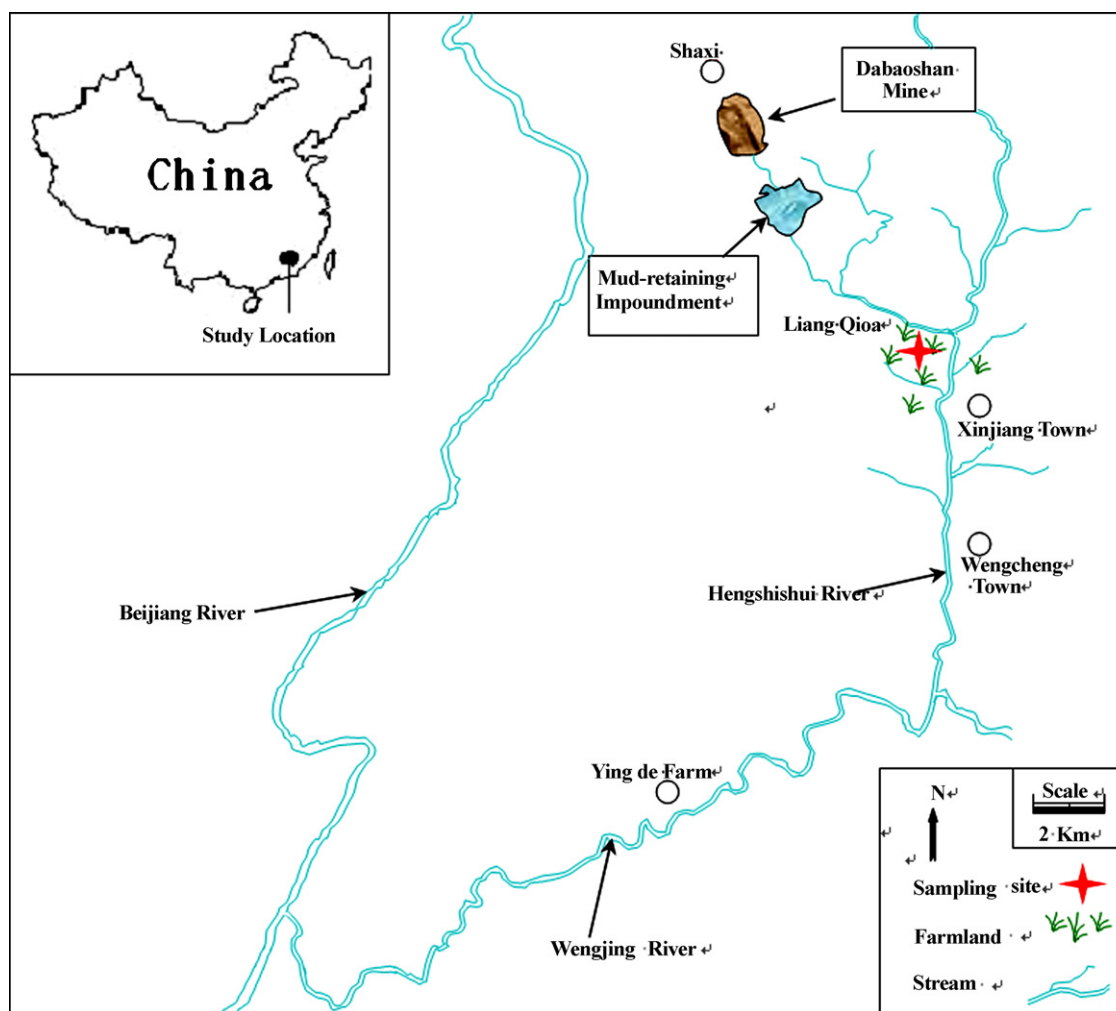 China
Study Location
Shaxi·
Dabaoshan·
Mine↵
Mud-retaining↵
Impoundment ↵
Liang·Qioa↵
↵
Xinjiang·Town↵
Wengcheng↵
·Town↵
Hengshishui·River↵
Beijiang River
Ying de·Farm↵
Wengjing ·River ↵
N↵
↵
↵
Scale ↵
2·Km↵
Sampling ·site↵
Farmland · ↵
Stream · ↵